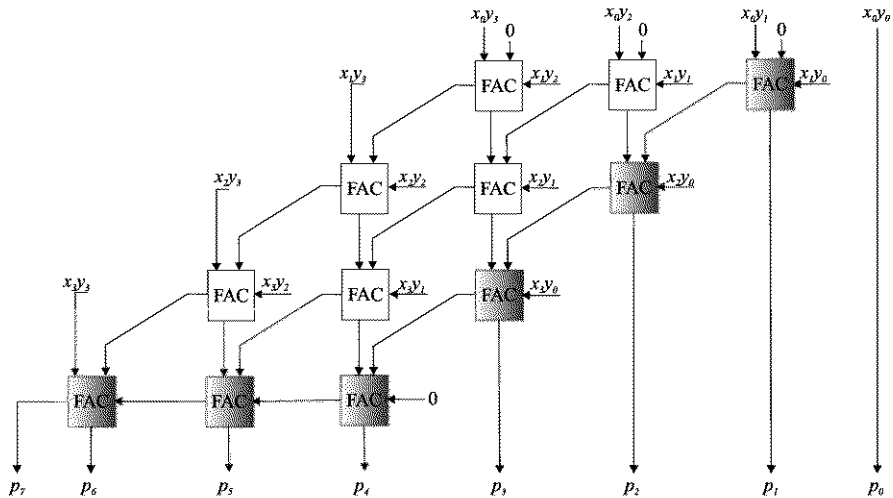 x₀y₃ 0 x₀y₂ 0 x₀y₁ 0 x₀y₀
x₁y₃ FAC x₁y₂ FAC x₁y₁ FAC x₁y₀
x₂y₃ FAC x₂y₂ FAC x₂y₁ FAC x₂y₀
x₃y₃ FAC x₃y₂ FAC x₃y₁ FAC x₃y₀
FAC FAC FAC 0
p₇ p₆ p₅ p₄ p₃ p₂ p₁ p₀